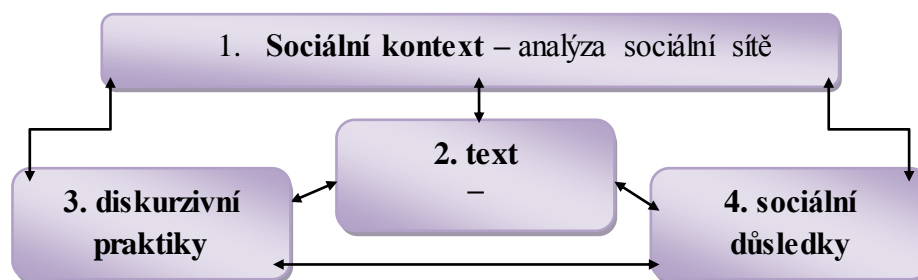 1. Sociální kontext – analýza sociální sítě
2. text
–
3. diskurzivní
praktiky
4. sociální
důsledky